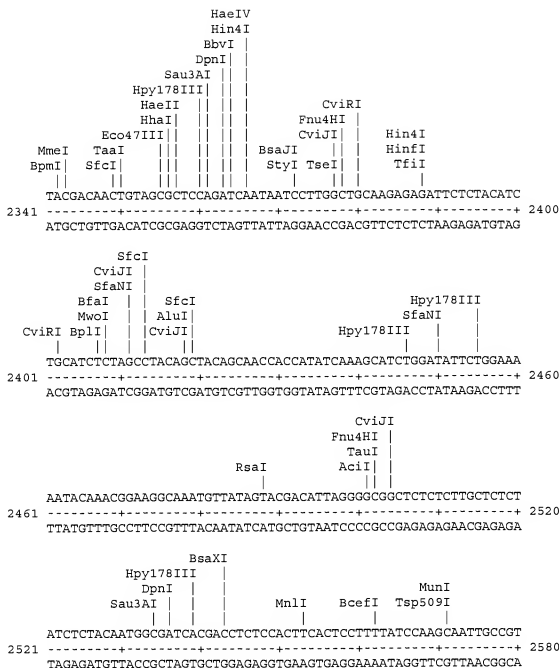 HaeIV
Hin4I
BbvI
DpnI
Sau3AI
Hpy178III
HaeII CviRI
HhaI Fnu4HI Hin4I
Eco47III CviJI HinfI
MmeI TaaI BsaJI
BpmI SfcI StyI TseI TfiI
TACGACAACTGTAGCGCTCCAGATCAATAATCCTTGGCTGCAAGAGAGATTCTCTACATC
2341 ---------+---------+---------+---------+---------+---------+ 2400
ATGCTGTTGACATCGCGAGGTCTAGTTATTAGGAACCGACGTTCTCTCTAAGAGATGTAG
SfcI
CviJI
SfaNI
BfaI SfcI Hpy178III
MwoI AluI SfaNI
CviRI BplI CviJI Hpy178III
TGCATCTCTAGCCTACAGCTACAGCAACCACCATATCAAAGCATCTGGATATTCTGGAAA
2401 ---------+---------+---------+---------+---------+---------+ 2460
ACGTAGAGATCGGATGTCGATGTCGTTGGTGGTATAGTTTCGTAGACCTATAAGACCTTT
CviJI
Fnu4HI
TauI
RsaI AciI
AATACAAACGGAAGGCAAATGTTATAGTACGACATTAGGGGCGGCTCTCTCTTGCTCTCT
2461 ---------+---------+---------+---------+---------+---------+ 2520
TTATGTTTGCCTTCCGTTTACAATATCATGCTGTAATCCCCGCCGAGAGAGAACGAGAGA
BsaXI
Hpy178III
DpnI MunI
Sau3AI MnlI BcefI Tsp509I
ATCTCTACAATGGCGATCACGACCTCTCCACTTCACTCCTTTTATCCAAGCAATTGCCGT
2521 ---------+---------+---------+---------+---------+---------+ 2580
TAGAGATGTTACCGCTAGTGCTGGAGAGGTGAAGTGAGGAAAATAGGTTCGTTAACGGCA